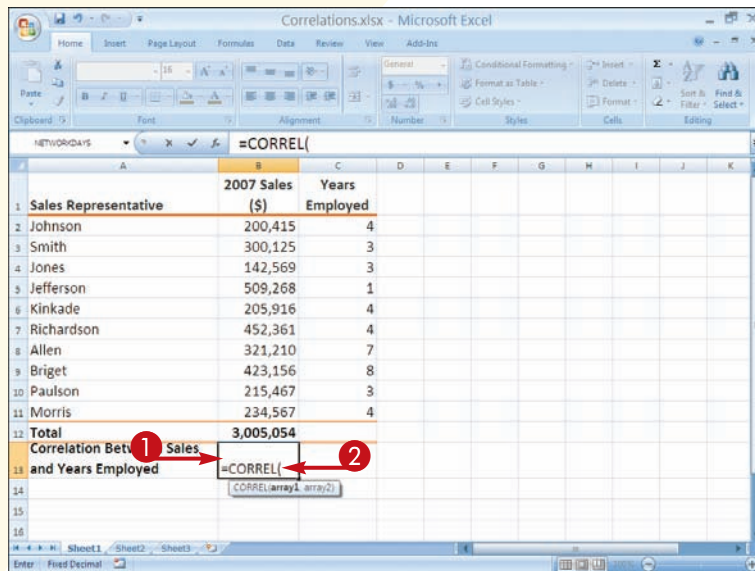 Correlations.xlsx - Microsoft Excel
Home Insert Page Layout Formulas Data Review View Add-Ins
Paste
16 A A
General
Conditional Formatting
Format as Table
Cell Styles
Insert
Delete
Format
Σ
Sort & Filter
Find & Select
B I U A
$ % ,
Clipboard Font Alignment Number Styles Cells Editing
NETWORKDAYS fx =CORREL(
A B C D E F G H I J K
1 Sales Representative 2007 Sales ($) Years Employed
2 Johnson 200,415 4
3 Smith 300,125 3
4 Jones 142,569 3
5 Jefferson 509,268 1
6 Kinkade 205,916 4
7 Richardson 452,361 4
8 Allen 321,210 7
9 Briget 423,156 8
10 Paulson 215,467 3
11 Morris 234,567 4
12 Total 3,005,054
Correlation Bet Sales
13 and Years Employed =CORREL(
1
2
CORREL(array1, array2)
14
15
16
Sheet1 Sheet2 Sheet3
Enter Fixed Decimal